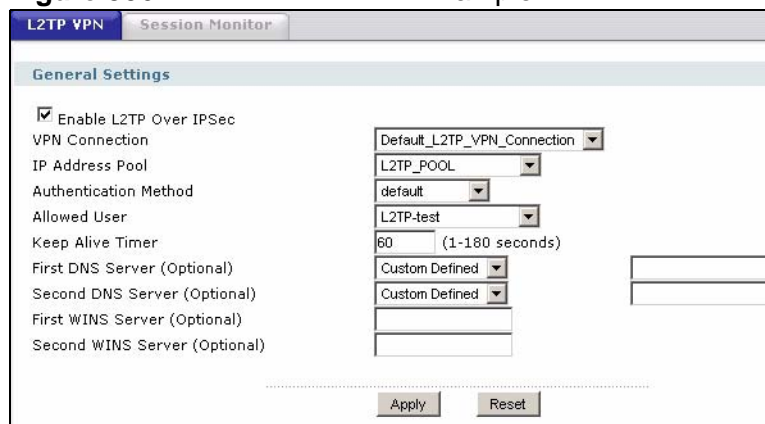 L2TP VPN Session Monitor
General Settings
Enable L2TP Over IPSec
VPN Connection Default_L2TP_VPN_Connection
IP Address Pool L2TP_POOL
Authentication Method default
Allowed User L2TP-test
Keep Alive Timer 60 (1-180 seconds)
First DNS Server (Optional) Custom Defined
Second DNS Server (Optional) Custom Defined
First WINS Server (Optional)
Second WINS Server (Optional)
Apply Reset